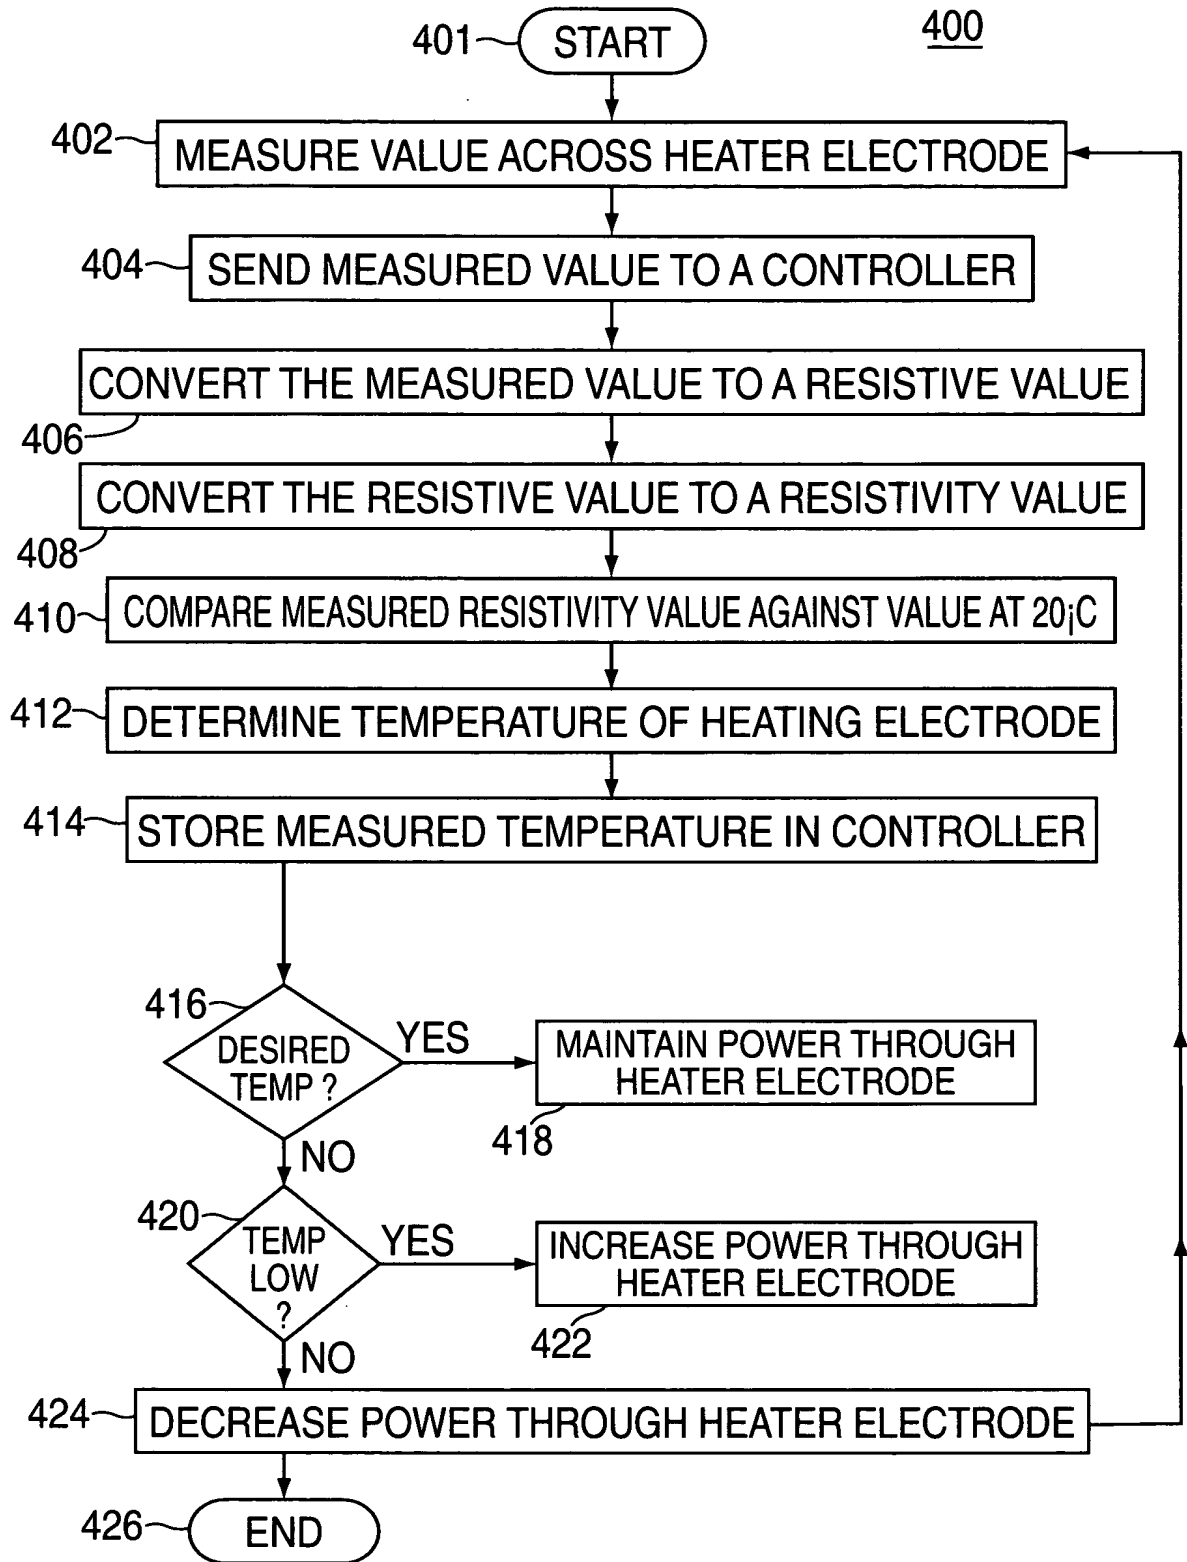 400
401
START
402
MEASURE VALUE ACROSS HEATER ELECTRODE
404
SEND MEASURED VALUE TO A CONTROLLER
CONVERT THE MEASURED VALUE TO A RESISTIVE VALUE
406
CONVERT THE RESISTIVE VALUE TO A RESISTIVITY VALUE
408
410
COMPARE MEASURED RESISTIVITY VALUE AGAINST VALUE AT 20¡C
412
DETERMINE TEMPERATURE OF HEATING ELECTRODE
414
STORE MEASURED TEMPERATURE IN CONTROLLER
416
DESIRED
TEMP ?
YES
MAINTAIN POWER THROUGH
HEATER ELECTRODE
418
NO
420
TEMP
LOW
?
YES
INCREASE POWER THROUGH
HEATER ELECTRODE
422
NO
424
DECREASE POWER THROUGH HEATER ELECTRODE
426
END